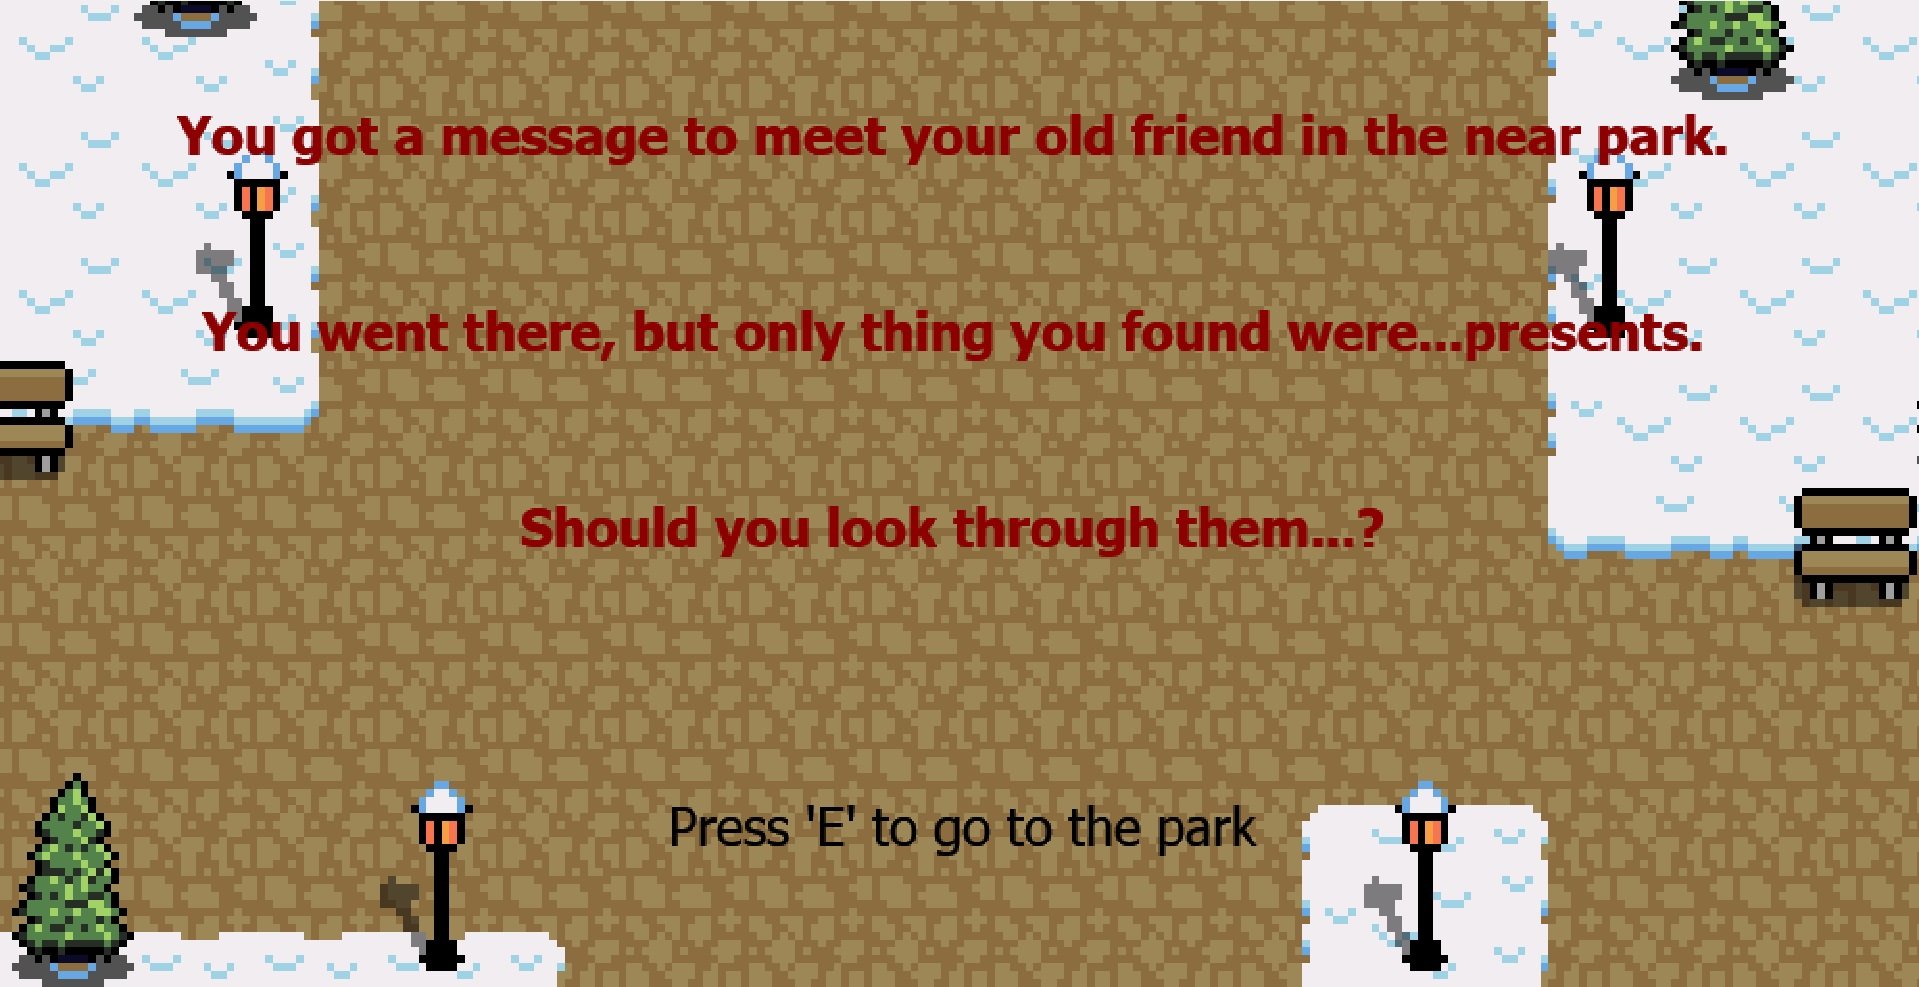 You got a message to meet your old friend in the near park.
You went there, but only thing you found were...presents.
Should you look through them...?
Press 'E' to go to the park